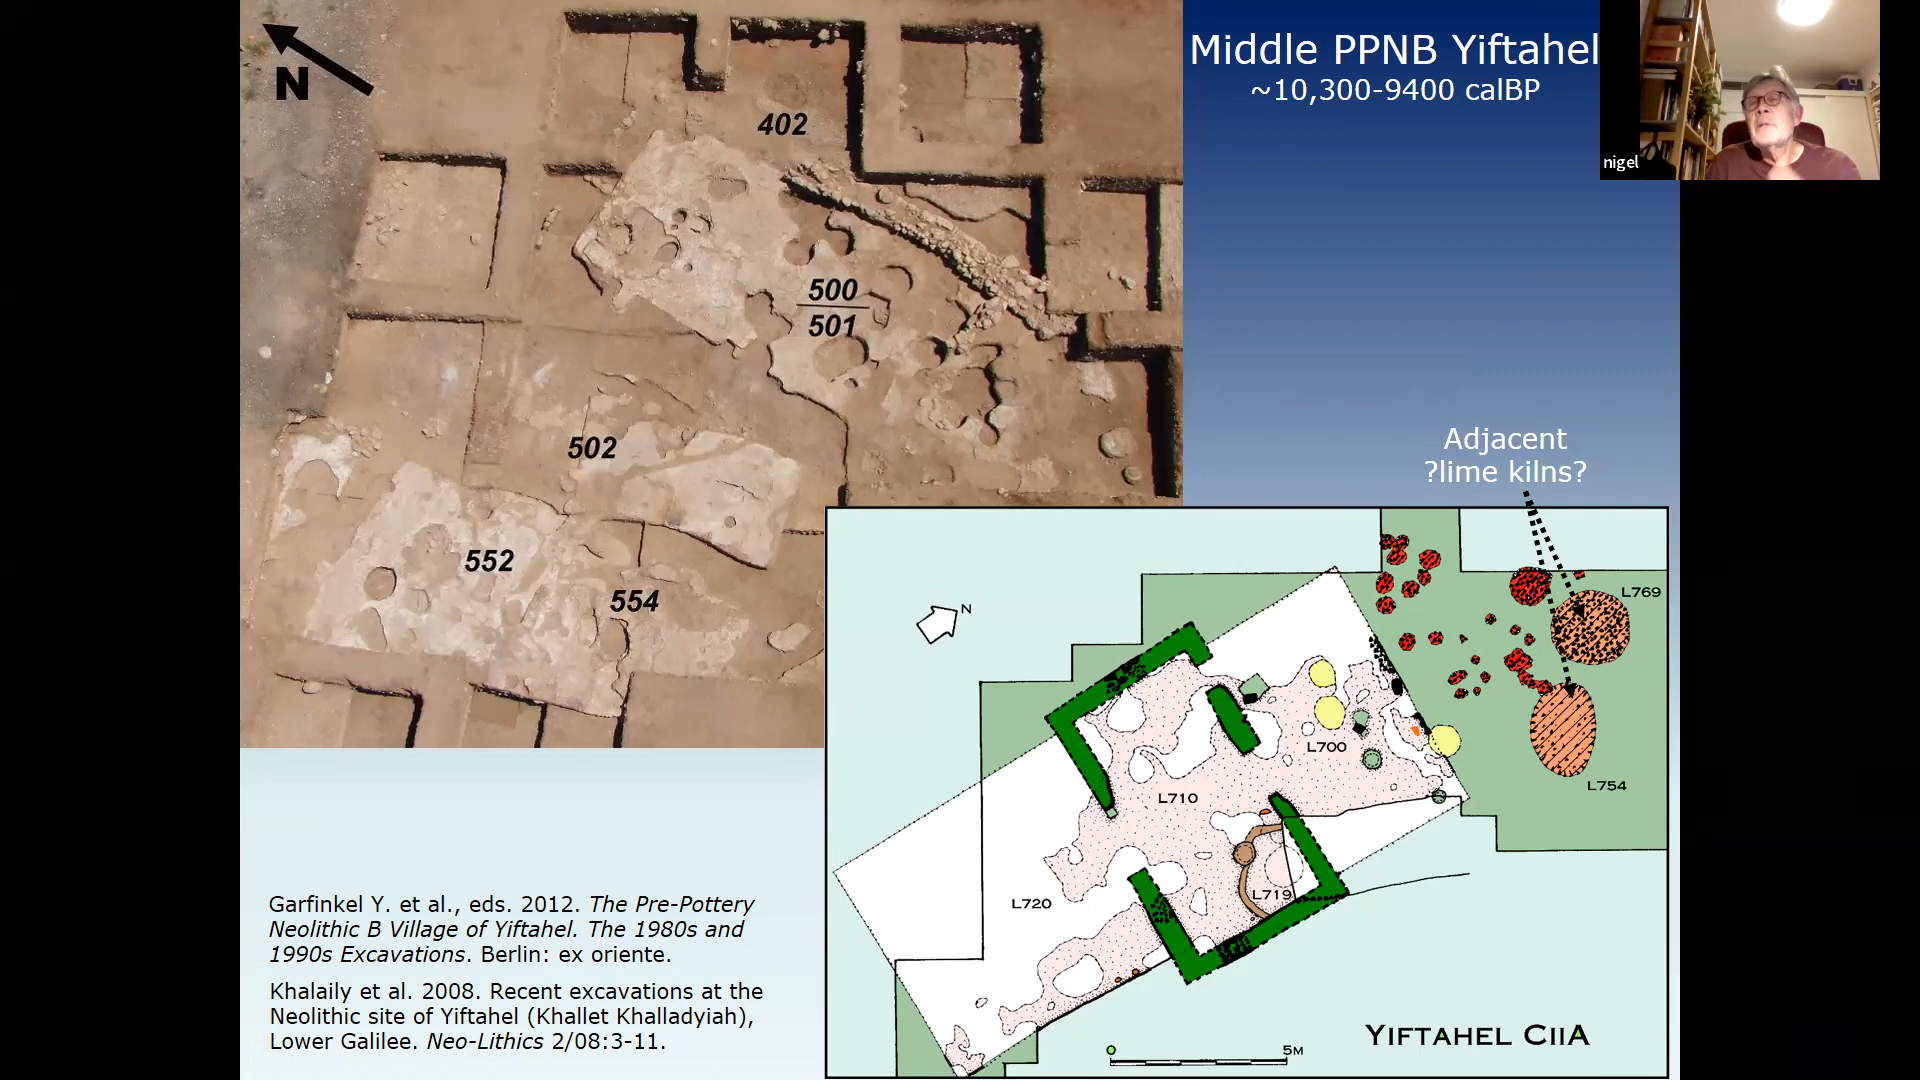 N
402
500
501
502
552
554
Middle PPNB Yiftahel
~10,300-9400 calBP
nigel
Adjacent
?lime kilns?
N
L769
L754
L700
L710
L719
L720
5M
YIFTAHEL CIIA
Garfinkel Y. et al., eds. 2012. The Pre-Pottery
Neolithic B Village of Yiftahel. The 1980s and
1990s Excavations. Berlin: ex oriente.
Khalaily et al. 2008. Recent excavations at the
Neolithic site of Yiftahel (Khallet Khalladyiah),
Lower Galilee. Neo-Lithics 2/08:3-11.